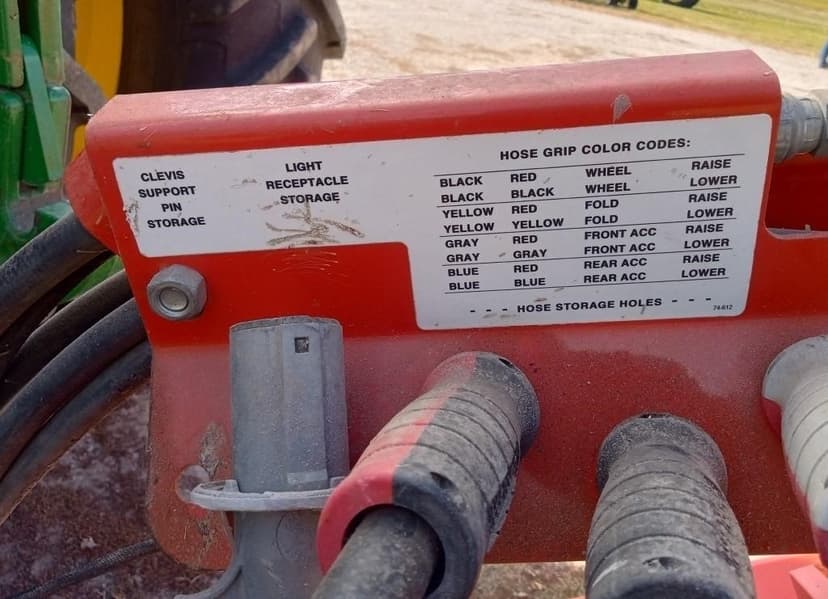 CLEVIS
SUPPORT
PIN
STORAGE
LIGHT
RECEPTACLE
STORAGE
HOSE GRIP COLOR CODES:
BLACK RED WHEEL RAISE
BLACK BLACK WHEEL LOWER
YELLOW RED FOLD RAISE
YELLOW YELLOW FOLD LOWER
GRAY RED FRONT ACC RAISE
GRAY GRAY FRONT ACC LOWER
BLUE RED REAR ACC RAISE
BLUE BLUE REAR ACC LOWER
- - - HOSE STORAGE HOLES - - -
74-612